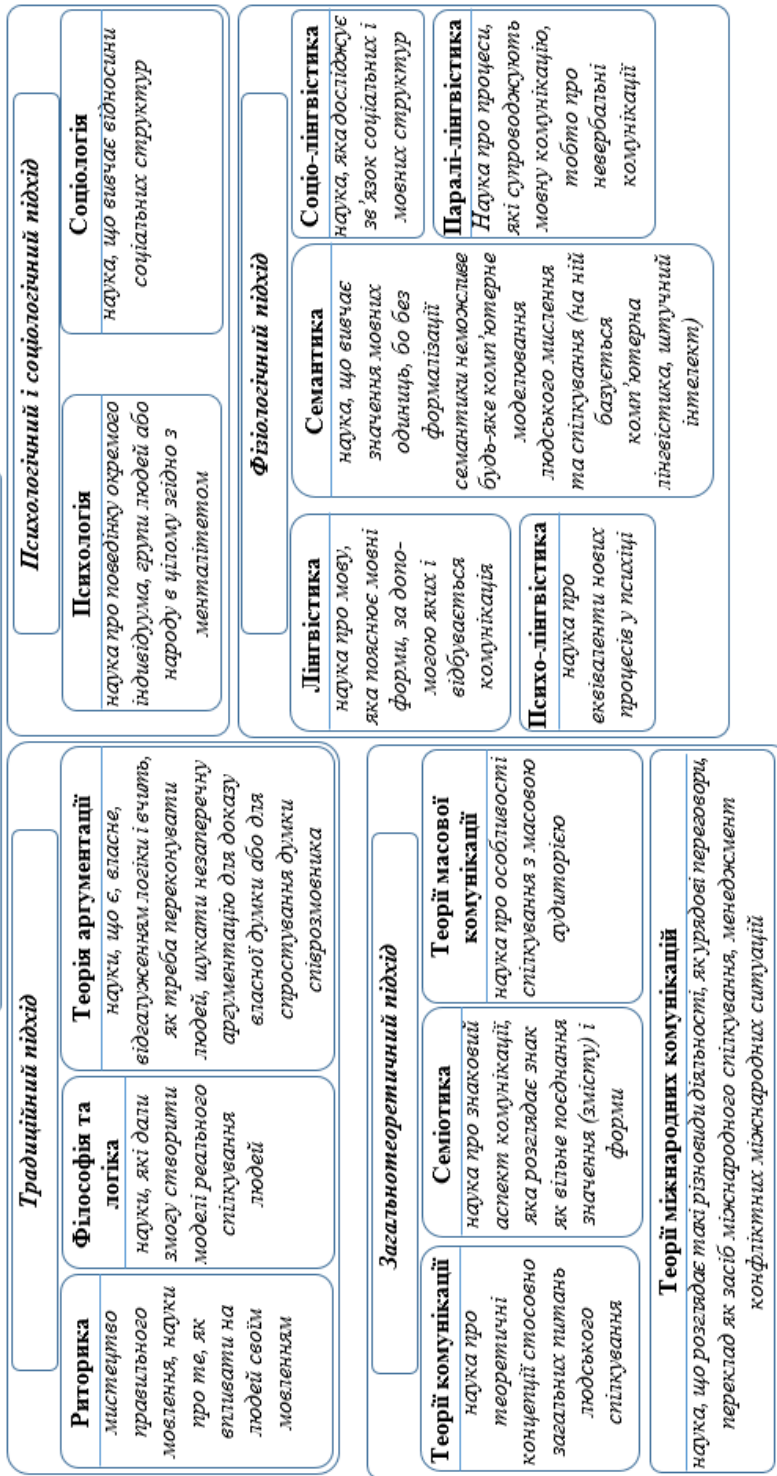 Традиційний підхід
Риторика
мистецтво
правильного
мовлення, науки
про те, як
впливати на
людей своїм
мовленням
Філософія та
логіка
науки, які дали
змогу створити
моделі реального
спілкування
людей
Теорія аргументації
науки, що є, власне,
відгалуженням логіки і вчить,
як треба переконувати
людей, шукати незаперечну
аргументацію для доказу
власної думки або для
спростування думки
співрозмовника
Психологічний і соціологічний підхід
Психологія
наука про поведінку окремого
індивідуума, групи людей або
народу в цілому згідно з
менталітетом
Соціологія
наука, що вивчає відносини
соціальних структур
Загальнотеоретичний підхід
Теорії комунікації
наука про
теоретичні
концепції стосовно
загальних питань
людського
спілкування
Семіотика
наука про знаковий
аспект комунікації,
яка розглядає знак
як вільне поєднання
значення (змісту) і
форми
Теорії масової
комунікації
наука про особливості
спілкування з масовою
аудиторією
Теорії міжнародних комунікацій
наука, що розглядає такі різновиди діяльності, як урядові переговори,
переклад як засіб міжнародного спілкування, менеджмент
конфліктних міжнародних ситуацій
Фізіологічний підхід
Лінгвістика
наука про мову,
яка пояснює мовні
форми, за допо-
могою яких і
відбувається
комунікація
Семантика
наука, що вивчає
значення мовних
одиниць, бо без
формалізації
семантики неможливе
будь-яке комп’ютерне
моделювання
людського мислення
та спілкування (на ній
базується
комп’ютерна
лінгвістика, штучний
інтелект)
Соціо-лінгвістика
наука, яка досліджує
зв’язок соціальних і
мовних структур
Психо-лінгвістика
наука про
еквіваленти нових
процесів у психіці
Паралі-лінгвістика
Наука про процеси,
які супроводжують
мовну комунікацію,
тобто про
невербальні
комунікації